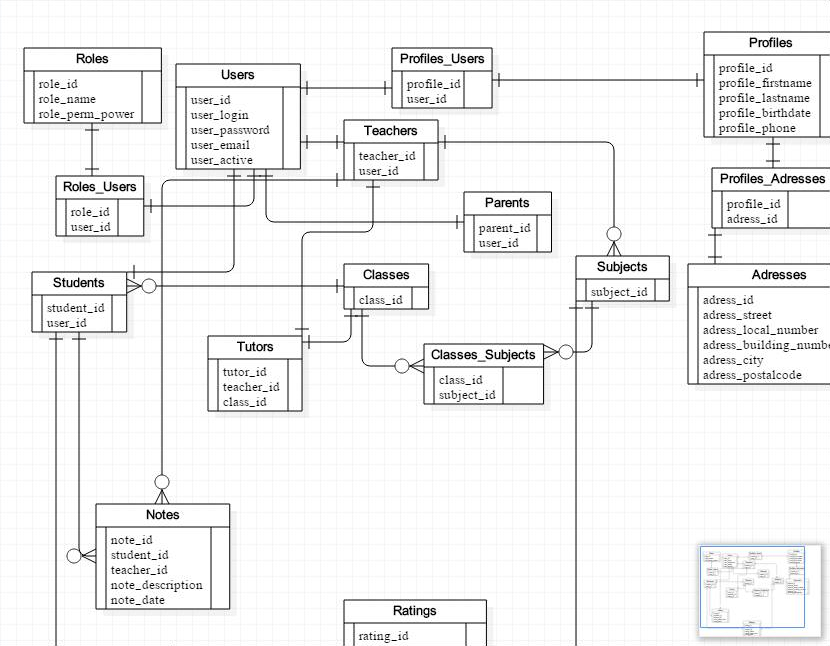 Roles
role_id
role_name
role_perm_power
Users
user_id
user_login
user_password
user_email
user_active
Profiles_Users
profile_id
user_id
Profiles
profile_id
profile_firstname
profile_lastname
profile_birthdate
profile_phone
Teachers
teacher_id
user_id
Roles_Users
role_id
user_id
Parents
parent_id
user_id
Profiles_Adresses
profile_id
adress_id
Students
student_id
user_id
Classes
class_id
Subjects
subject_id
Adresses
adress_id
adress_street
adress_local_number
adress_building_numbe
adress_city
adress_postalcode
Tutors
tutor_id
teacher_id
class_id
Classes_Subjects
class_id
subject_id
Notes
note_id
student_id
teacher_id
note_description
note_date
Ratings
rating_id